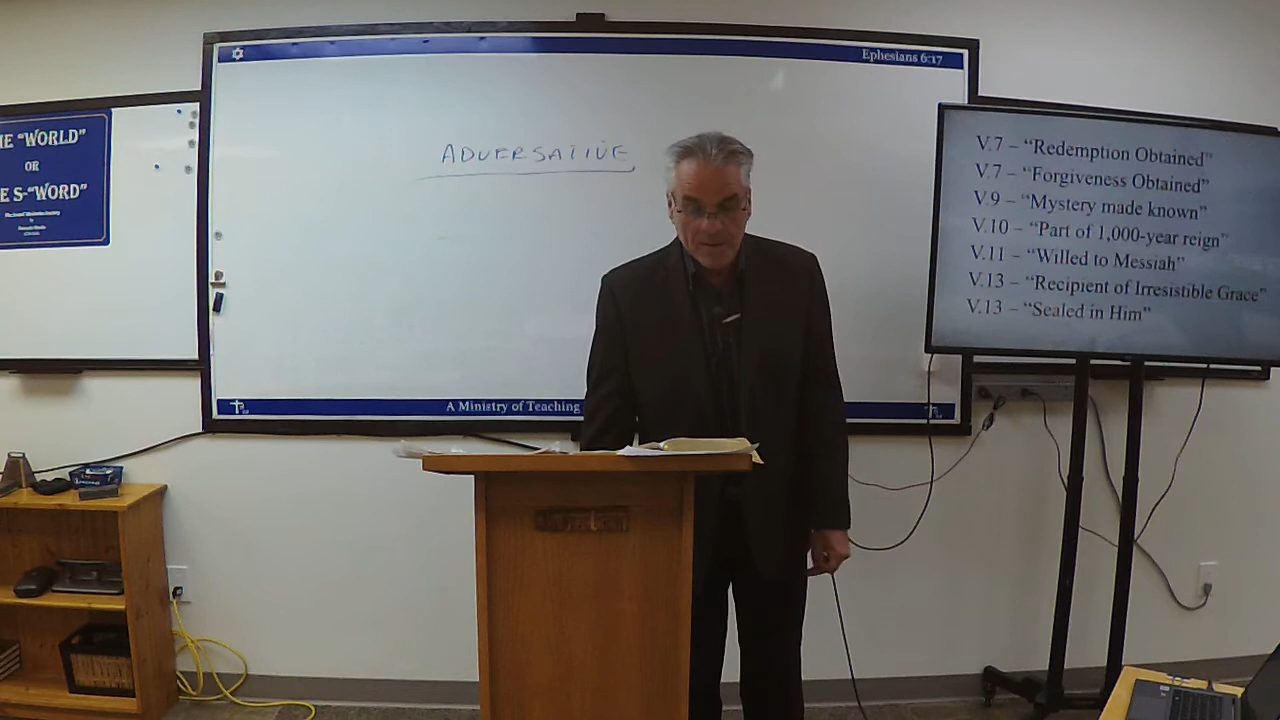 Ephesians 6:17
ADVERSATIVE
A Ministry of Teaching
HE "WORLD"
OR
E S-"WORD"
V.7 – "Redemption Obtained"
V.7 – "Forgiveness Obtained"
V.9 – "Mystery made known"
V.10 – "Part of 1,000-year reign"
V.11 – "Willed to Messiah"
V.13 – "Recipient of Irresistible Grace"
V.13 – "Sealed in Him"